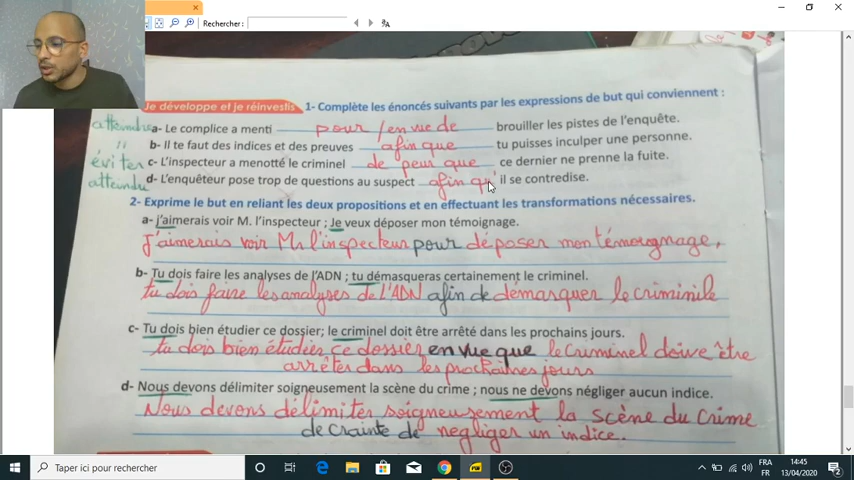 Rechercher :
Je développe et je réinvestis 1- Complète les énoncés suivants par les expressions de but qui conviennent :
atteindre a- Le complice a menti pour / en vue de brouiller les pistes de l'enquête.
" b- Il te faut des indices et des preuves afin que tu puisses inculper une personne.
éviter c- L'inspecteur a menotté le criminel de peur que ce dernier ne prenne la fuite.
atteindre d- L'enquêteur pose trop de questions au suspect afin qu' il se contredise.
2- Exprime le but en reliant les deux propositions et en effectuant les transformations nécessaires.
a- j'aimerais voir M. l'inspecteur ; Je veux déposer mon témoignage.
J'aimerais voir M. l'inspecteur pour déposer mon témoignage,
b- Tu dois faire les analyses de l'ADN ; tu démasqueras certainement le criminel.
tu dois faire les analyses de l'ADN afin de démasquer le criminile
c- Tu dois bien étudier ce dossier; le criminel doit être arrêté dans les prochains jours.
tu dois bien étudier ce dossier en vue que le criminel doive être
arrêter dans les prochaines jours
d- Nous devons délimiter soigneusement la scène du crime ; nous ne devons négliger aucun indice.
Nous devons délimiter soigneusement la scène du crime
de crainte de negliger un indice.
Taper ici pour rechercher
FRA
FR
14:45
13/04/2020
2